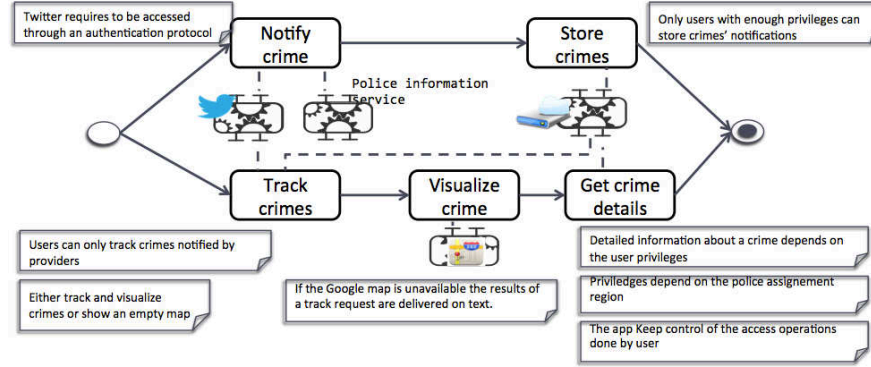 Twitter requires to be accessed
through an authentication protocol
Notify
crime
Store
crimes
Only users with enough privileges can
store crimes’ notifications
Police information
service
Track
crimes
Visualize
crime
Get crime
details
Users can only track crimes notified by
providers
Either track and visualize
crimes or show an empty map
If the Google map is unavailable the results of
a track request are delivered on text.
Detailed information about a crime depends on
the user privileges
Priviledges depend on the police assignement
region
The app Keep control of the access operations
done by user